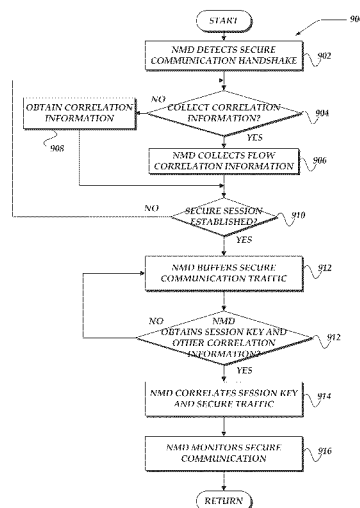 START
90
NMD DETECTS SECURE
COMMUNICATION HANDSHAKE
902
NO
COLLECT CORRELATION
INFORMATION?
904
OBTAIN CORRELATION
INFORMATION
908
YES
NMD COLLECTS FLOW
CORRELATION INFORMATION
906
NO
SECURE SESSION
ESTABLISHED?
910
YES
NMD BUFFERS SECURE
COMMUNICATION TRAFFIC
912
NO
NMD
OBTAINS SESSION KEY AND
OTHER CORRELATION
INFORMATION?
912
YES
NMD CORRELATES SESSION KEY
AND SECURE TRAFFIC
914
NMD MONITORS SECURE
COMMUNICATION
916
RETURN